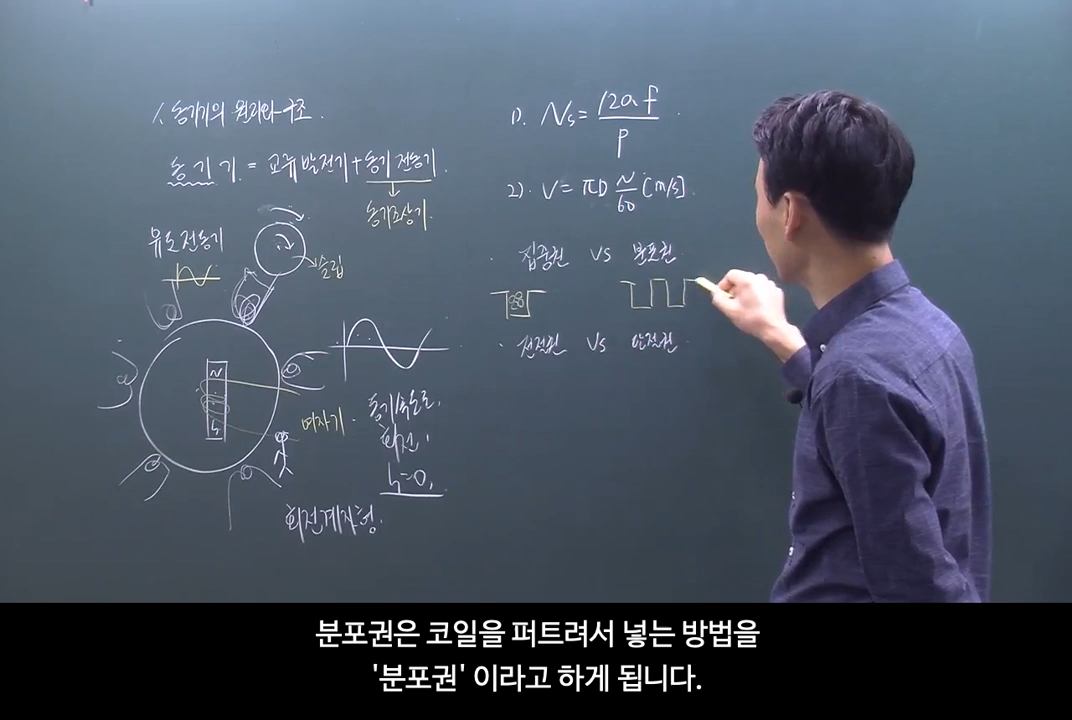 1. 동기기의 원리와 구조.
동기기 = 교류발전기 + 동기전동기.
동기조상기.
유도전동기
슬립
여자기.
동기속도로,
회전,
s=0,
회전계자형.
1). Ns = 120f / P
2). V = πD N/60 [m/s].
· 집중권 VS 분포권.
· 전절권 VS 단절권.
N
S
분포권은 코일을 퍼트려서 넣는 방법을
'분포권' 이라고 하게 됩니다.